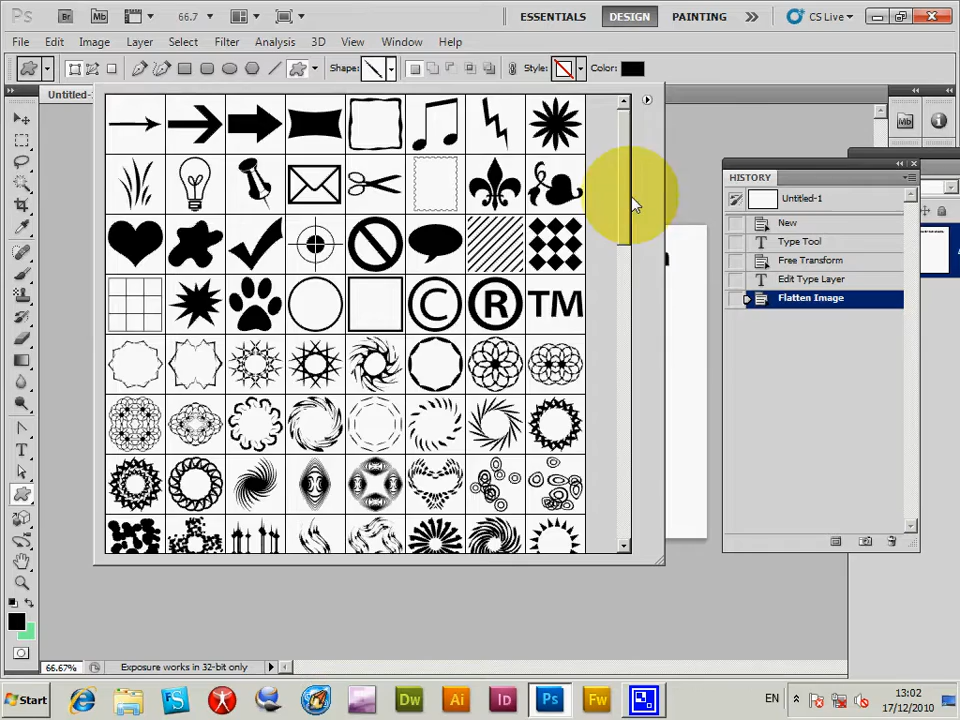 Ps Br Mb 66.7 ESSENTIALS DESIGN PAINTING CS Live
File Edit Image Layer Select Filter Analysis 3D View Window Help
Shape: Style: Color:
Untitled-
Mb
HISTORY
Untitled-1
New
Type Tool
Free Transform
Edit Type Layer
Flatten Image
© ® TM
66.67% Exposure works in 32-bit only
Start Dw Ai Id Ps Fw EN 13:02
17/12/2010